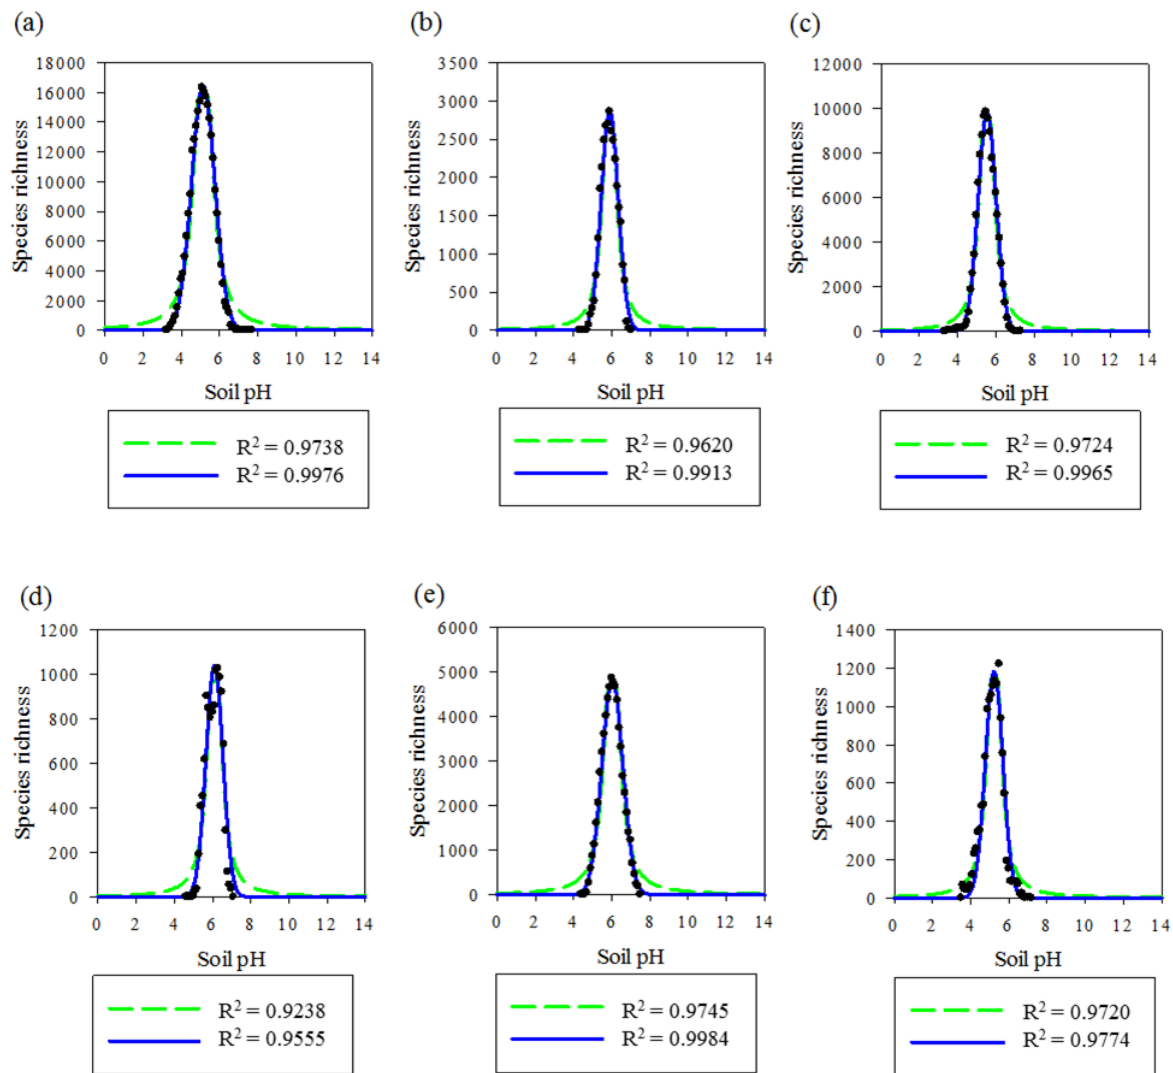 (a)
18000
16000
14000
12000
10000
8000
6000
4000
2000
0
Species richness
0 2 4 6 8 10 12 14
Soil pH
R² = 0.9738
R² = 0.9976
(b)
3500
3000
2500
2000
1500
1000
500
0
Species richness
0 2 4 6 8 10 12 14
Soil pH
R² = 0.9620
R² = 0.9913
(c)
12000
10000
8000
6000
4000
2000
0
Species richness
0 2 4 6 8 10 12 14
Soil pH
R² = 0.9724
R² = 0.9965
(d)
1200
1000
800
600
400
200
0
Species richness
0 2 4 6 8 10 12 14
Soil pH
R² = 0.9238
R² = 0.9555
(e)
6000
5000
4000
3000
2000
1000
0
Species richness
0 2 4 6 8 10 12 14
Soil pH
R² = 0.9745
R² = 0.9984
(f)
1400
1200
1000
800
600
400
200
0
Species richness
0 2 4 6 8 10 12 14
Soil pH
R² = 0.9720
R² = 0.9774